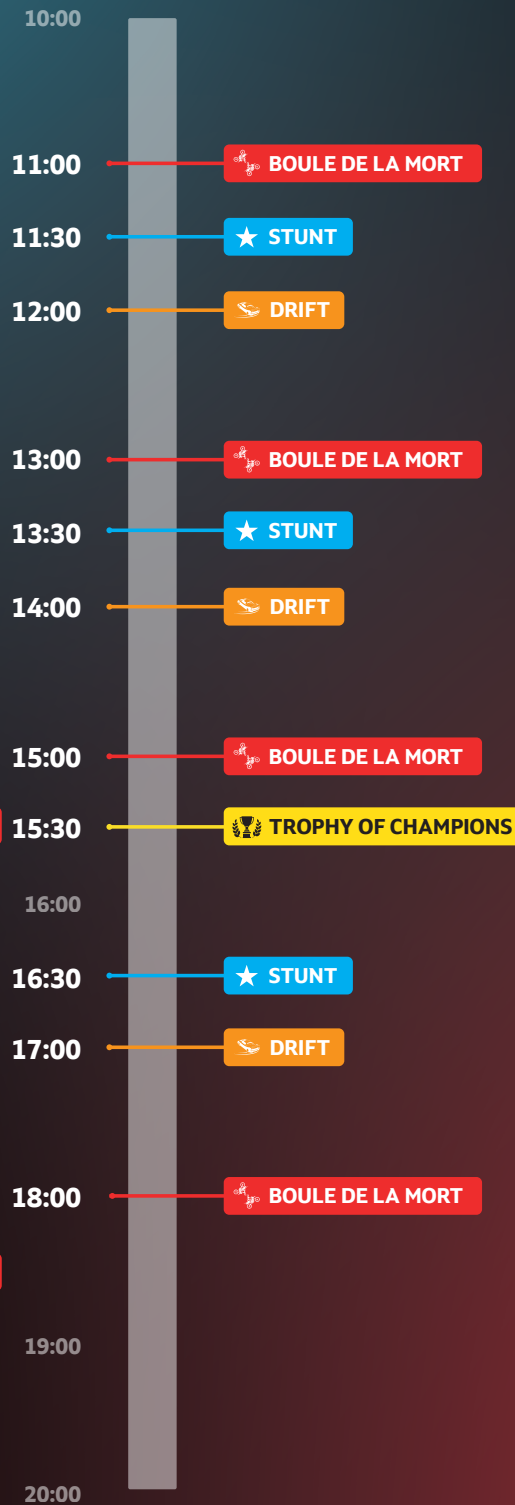 10:00
11:00 BOULE DE LA MORT
11:30 STUNT
12:00 DRIFT
13:00 BOULE DE LA MORT
13:30 STUNT
14:00 DRIFT
15:00 BOULE DE LA MORT
15:30 TROPHY OF CHAMPIONS
16:00
16:30 STUNT
17:00 DRIFT
18:00 BOULE DE LA MORT
19:00
20:00